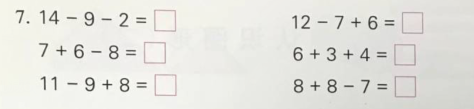 7. 14 − 9 − 2 = □ 12 − 7 + 6 = □
7 + 6 − 8 = □ 6 + 3 + 4 = □
11 − 9 + 8 = □ 8 + 8 − 7 = □